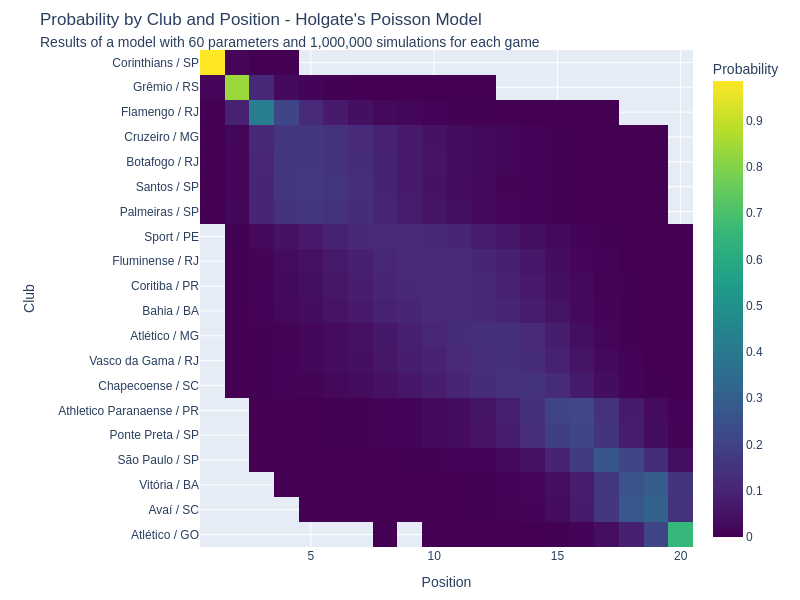 Probability by Club and Position - Holgate's Poisson Model
Results of a model with 60 parameters and 1,000,000 simulations for each game
Probability
Corinthians / SP
Grêmio / RS
Flamengo / RJ
Cruzeiro / MG
Botafogo / RJ
Santos / SP
Palmeiras / SP
Sport / PE
Fluminense / RJ
Coritiba / PR
Bahia / BA
Atlético / MG
Vasco da Gama / RJ
Chapecoense / SC
Athletico Paranaense / PR
Ponte Preta / SP
São Paulo / SP
Vitória / BA
Avaí / SC
Atlético / GO
Club
5
10
15
20
Position
0.9
0.8
0.7
0.6
0.5
0.4
0.3
0.2
0.1
0